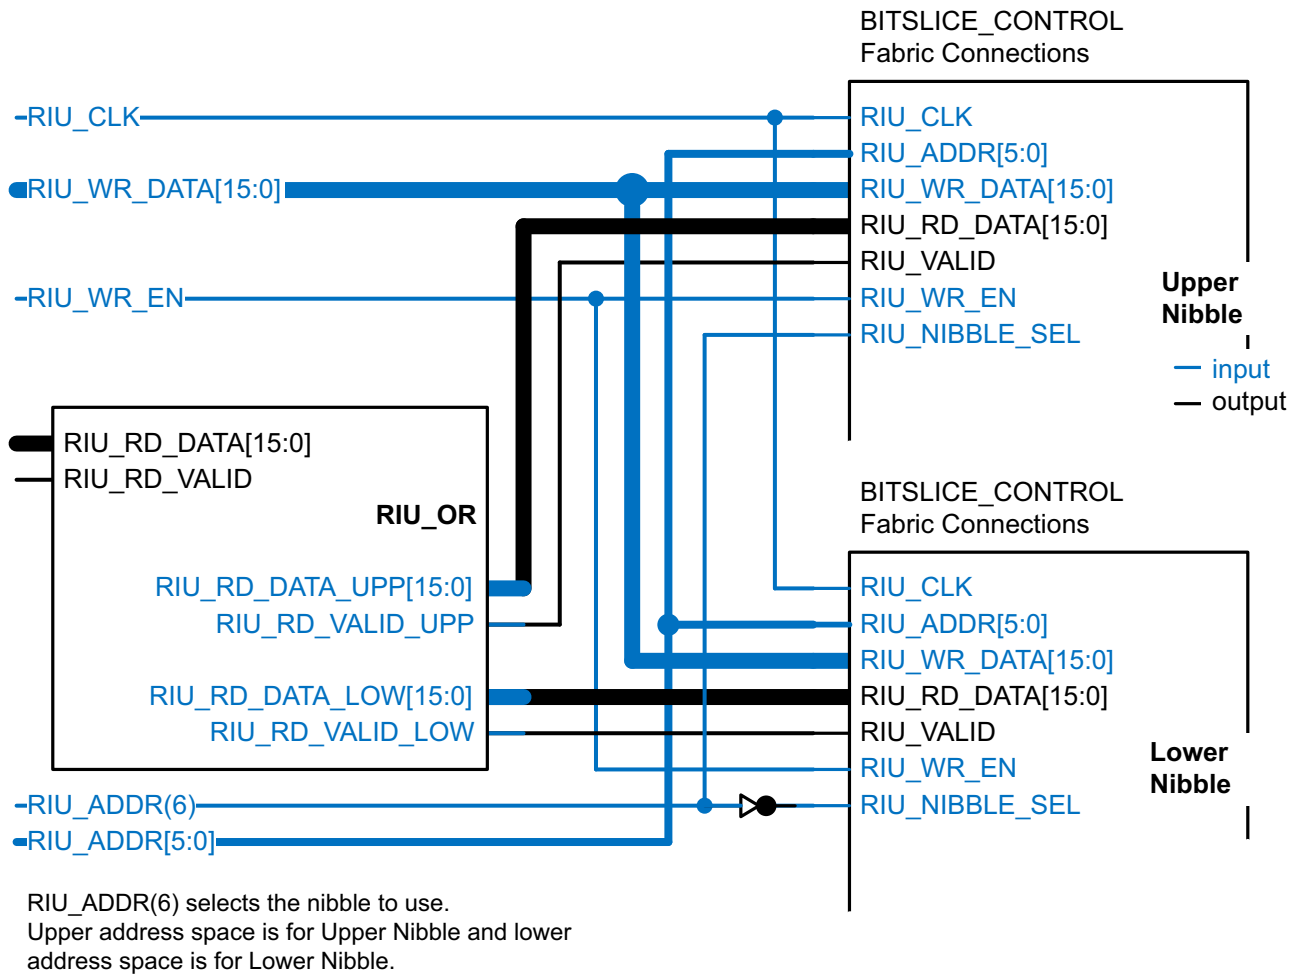 BITSLICE_CONTROL
Fabric Connections
RIU_CLK
RIU_WR_DATA[15:0]
RIU_WR_EN
RIU_CLK
RIU_ADDR[5:0]
RIU_WR_DATA[15:0]
RIU_RD_DATA[15:0]
RIU_VALID
RIU_WR_EN
RIU_NIBBLE_SEL
Upper
Nibble
input
output
RIU_RD_DATA[15:0]
RIU_RD_VALID
RIU_OR
RIU_RD_DATA_UPP[15:0]
RIU_RD_VALID_UPP
RIU_RD_DATA_LOW[15:0]
RIU_RD_VALID_LOW
BITSLICE_CONTROL
Fabric Connections
RIU_CLK
RIU_ADDR[5:0]
RIU_WR_DATA[15:0]
RIU_RD_DATA[15:0]
RIU_VALID
RIU_WR_EN
RIU_NIBBLE_SEL
Lower
Nibble
RIU_ADDR(6)
RIU_ADDR[5:0]
RIU_ADDR(6) selects the nibble to use.
Upper address space is for Upper Nibble and lower
address space is for Lower Nibble.